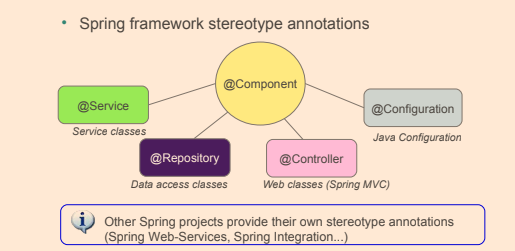 • Spring framework stereotype annotations
@Component
@Service
@Configuration
Service classes
Java Configuration
@Repository
@Controller
Data access classes
Web classes (Spring MVC)
Other Spring projects provide their own stereotype annotations
(Spring Web-Services, Spring Integration...)